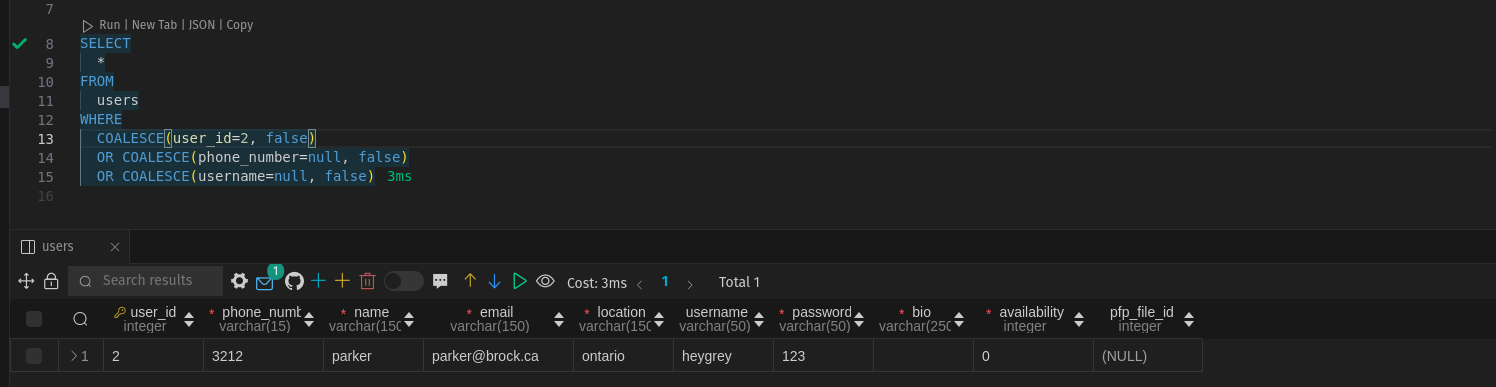 7
Run | New Tab | JSON | Copy
8 SELECT
9 *
10 FROM
11 users
12 WHERE
13 COALESCE(user_id=2, false)
14 OR COALESCE(phone_number=null, false)
15 OR COALESCE(username=null, false) 3ms
16
users
Search results 1 Cost: 3ms 1 Total 1
user_id * phone_numb * name * email * location username * password * bio * availability pfp_file_id
integer varchar(15) varchar(150 varchar(150) varchar(150 varchar(50) varchar(50) varchar(250 integer integer
1 2 3212 parker parker@brock.ca ontario heygrey 123 0 (NULL)